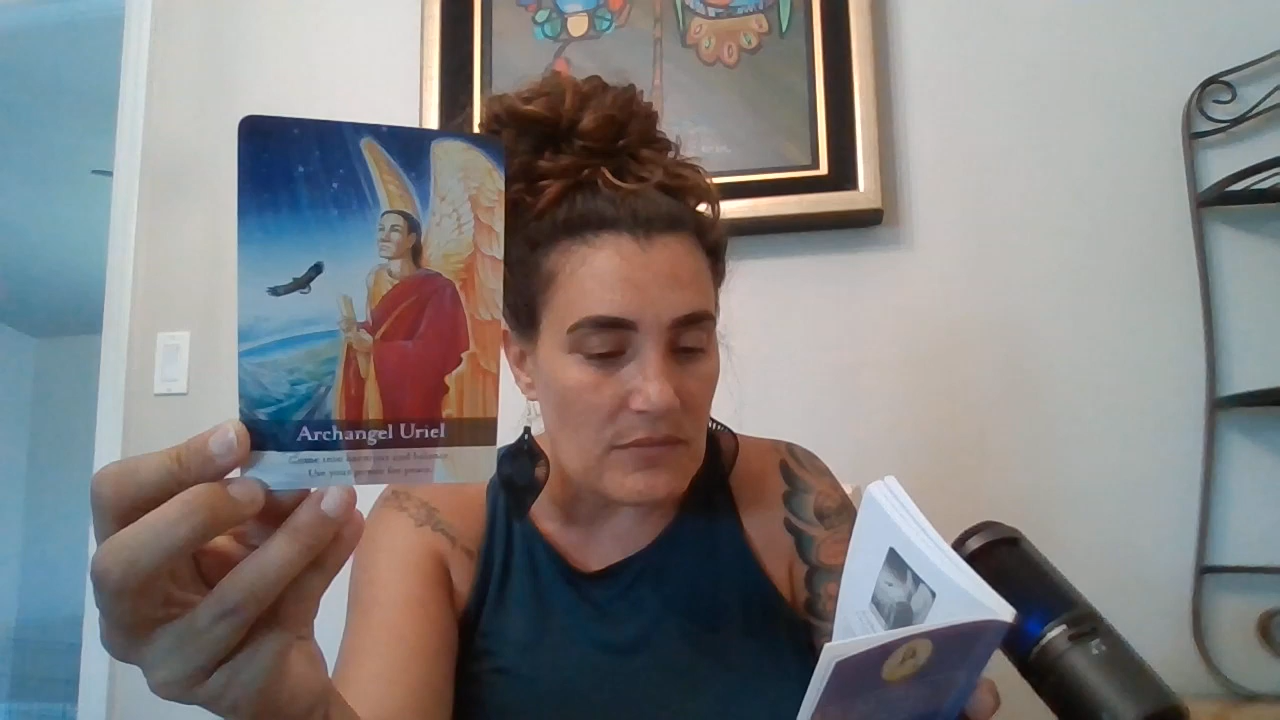 Archangel Uriel
Come into harmony and balance.
Use your power for peace.